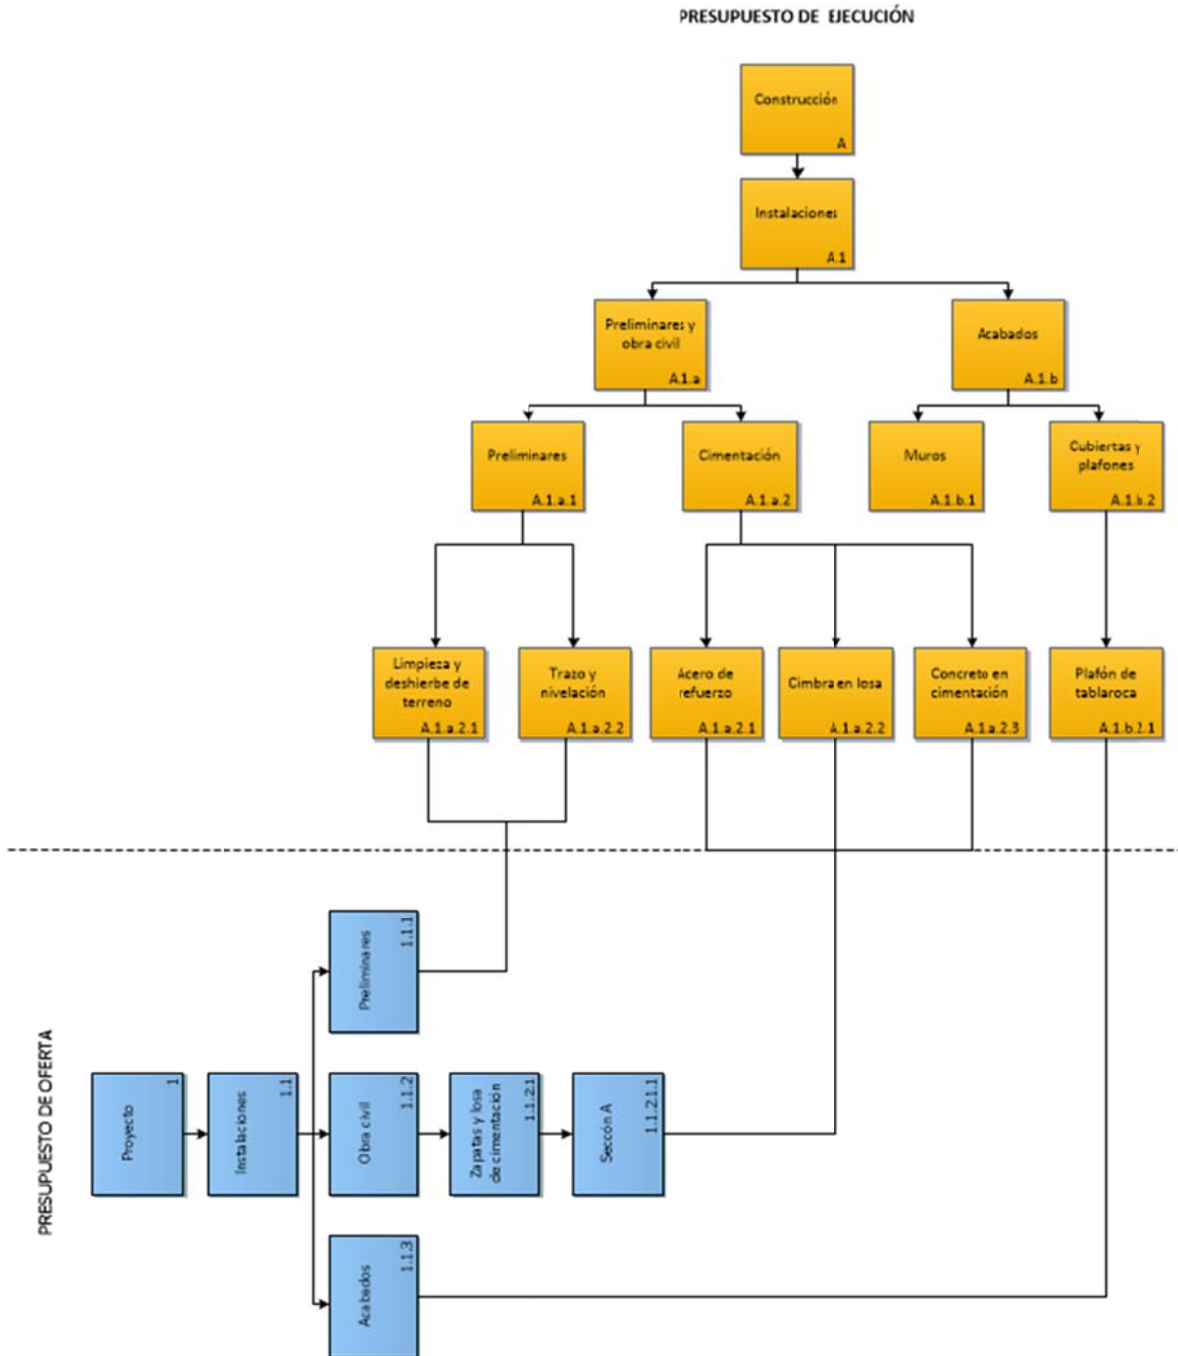 PRESUPUESTO DE EJECUCIÓN
Construcción
A
Instalaciones
A.1
Preliminares y
obra civil
A.1.a
Acabados
A.1.b
Preliminares
A.1.a.1
Cimentación
A.1.a.2
Muros
A.1.b.1
Cubiertas y
plafones
A.1.b.2
Limpieza y
deshierbe de
terreno
A.1.a.2.1
Trazo y
nivelación
A.1.a.2.2
Acero de
refuerzo
A.1.a.2.1
Cimbra en losa
A.1.a.2.2
Concreto en
cimentación
A.1.a.2.3
Plafón de
tablaroca
A.1.b.2.1
PRESUPUESTO DE OFERTA
Proyecto
1
Instalaciones
1.1
Preliminares
1.1.1
Obra civil
1.1.2
Zapatas y losa
de cimentación
1.1.2.1
Seccón A
1.1.2.1.1
Acabados
1.1.3